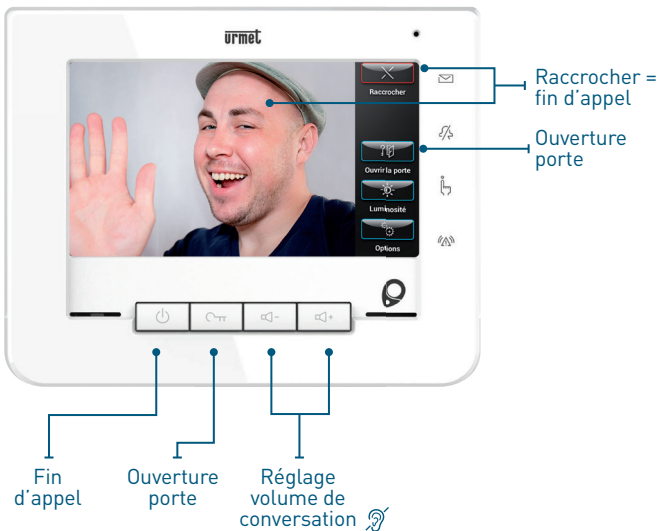 urmet
Raccrocher
Ouvrir la porte
Luminosité
Options
Raccrocher =
fin d'appel
Ouverture
porte
Fin
d'appel
Ouverture
porte
Réglage
volume de
conversation